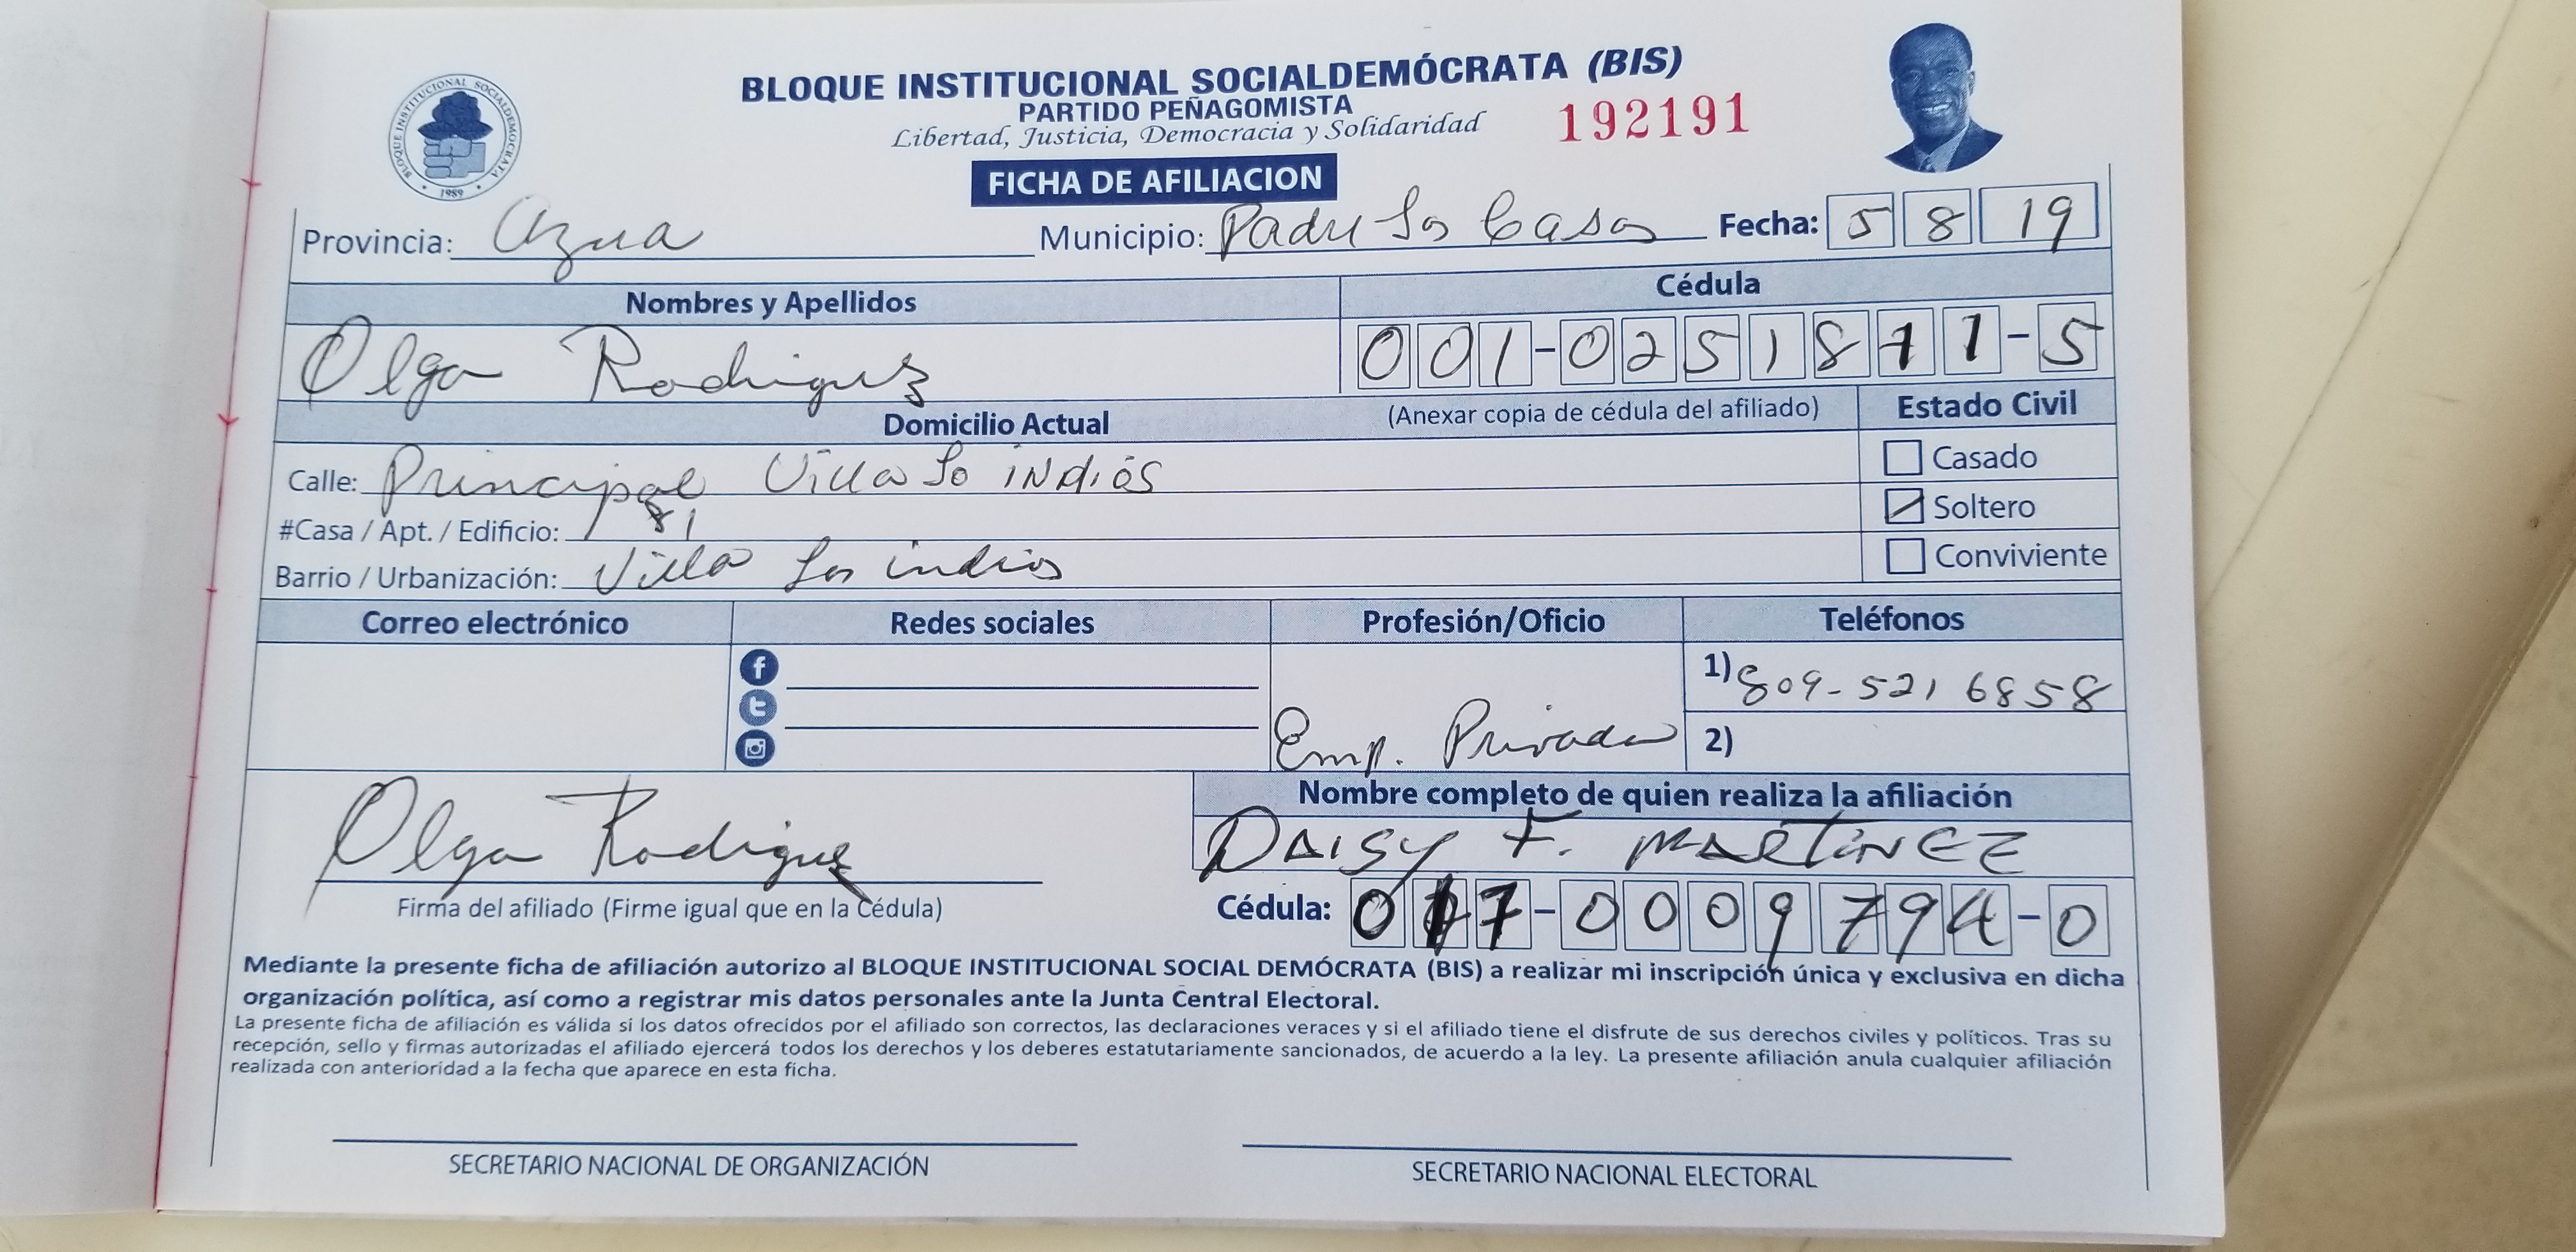 BLOQUE INSTITUCIONAL SOCIALDEMÓCRATA (BIS)
PARTIDO PEÑAGOMISTA
Libertad, Justicia, Democracia y Solidaridad
192191
BLOQUE INSTITUCIONAL SOCIALDEMOCRATA
1989
FICHA DE AFILIACION
Provincia: Azua Municipio: Padre Las Casas Fecha: 5 8 19
Nombres y Apellidos Cédula
Olga Rodriguez 001-0251871-5
Domicilio Actual (Anexar copia de cédula del afiliado) Estado Civil
Calle: Principal Villa Lo indios Casado
#Casa / Apt. / Edificio: 81 Soltero
Barrio / Urbanización: Villa Los indios Conviviente
Correo electrónico Redes sociales Profesión/Oficio Teléfonos
1) 809-521 6858
Emp. Privada 2)
Nombre completo de quien realiza la afiliación
Olga Rodriguez DAISY F. MARTINEZ
Firma del afiliado (Firme igual que en la Cédula) Cédula: 017-0009794-0
Mediante la presente ficha de afiliación autorizo al BLOQUE INSTITUCIONAL SOCIAL DEMÓCRATA (BIS) a realizar mi inscripción única y exclusiva en dicha
organización política, así como a registrar mis datos personales ante la Junta Central Electoral.
La presente ficha de afiliación es válida si los datos ofrecidos por el afiliado son correctos, las declaraciones veraces y si el afiliado tiene el disfrute de sus derechos civiles y políticos. Tras su
recepción, sello y firmas autorizadas el afiliado ejercerá todos los derechos y los deberes estatutariamente sancionados, de acuerdo a la ley. La presente afiliación anula cualquier afiliación
realizada con anterioridad a la fecha que aparece en esta ficha.
SECRETARIO NACIONAL DE ORGANIZACIÓN SECRETARIO NACIONAL ELECTORAL